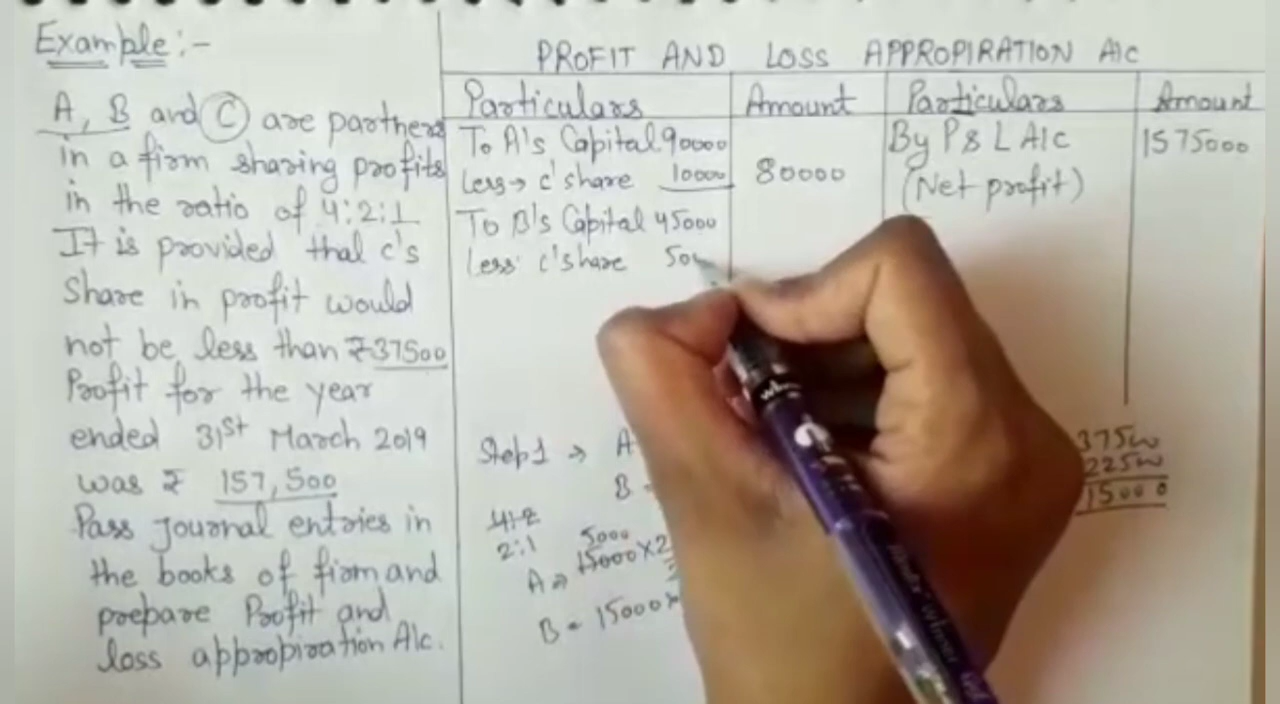 Example:-
A, B and C are partners
in a firm sharing profits
in the ratio of 4:2:1
It is provided that c's
Share in profit would
not be less than ₹37500
Profit for the year
ended 31st March 2019
was ₹ 157,500
Pass Journal entries in
the books of firm and
prepare Profit and
loss appropiration A/c.
PROFIT AND LOSS APPROPIRATION A/c
Particulars Amount Particulars Amount
To A's Capital 90000 By P & L A/c 1575000
Less→ c'share 10000 80000 (Net profit)
To B's Capital 45000
Less: c'share
Step 1 → A 37500
B 22500
4:2 15000
2:1 5000
A → 15000×2
B = 15000×